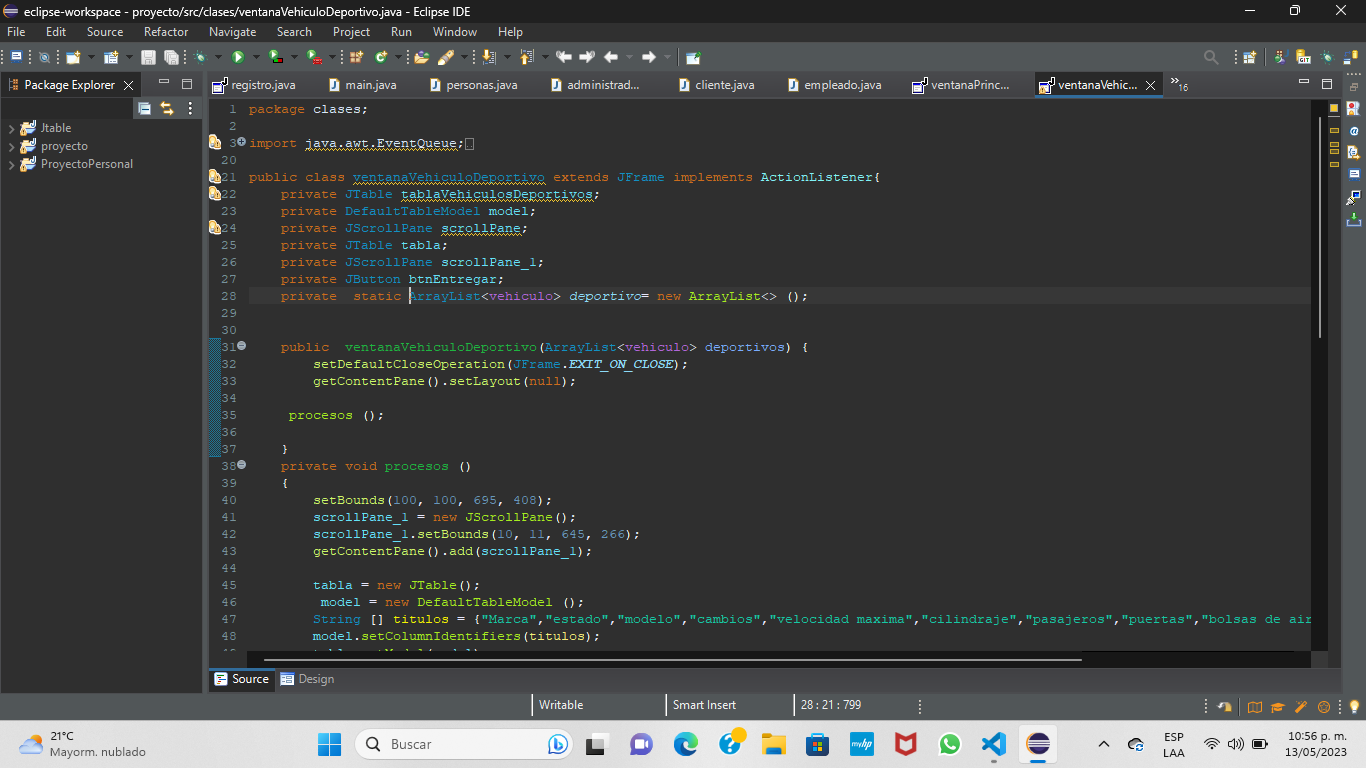 eclipse-workspace - proyecto/src/clases/ventanaVehiculoDeportivo.java - Eclipse IDE
File Edit Source Refactor Navigate Search Project Run Window Help
Package Explorer
registro.java main.java personas.java administrad... cliente.java empleado.java ventanaPrinc... ventanaVehic... »16
Jtable
proyecto
ProyectoPersonal
1 package clases;
2
3 import java.awt.EventQueue;
20
21 public class ventanaVehiculoDeportivo extends JFrame implements ActionListener{
22 private JTable tablaVehiculosDeportivos;
23 private DefaultTableModel model;
24 private JScrollPane scrollPane;
25 private JTable tabla;
26 private JScrollPane scrollPane_1;
27 private JButton btnEntregar;
28 private  static ArrayList<vehiculo> deportivo= new ArrayList<> ();
29
30
31 public  ventanaVehiculoDeportivo(ArrayList<vehiculo> deportivos) {
32 setDefaultCloseOperation(JFrame.EXIT_ON_CLOSE);
33 getContentPane().setLayout(null);
34
35 procesos ();
36
37 }
38 private void procesos ()
39 {
40 setBounds(100, 100, 695, 408);
41 scrollPane_1 = new JScrollPane();
42 scrollPane_1.setBounds(10, 11, 645, 266);
43 getContentPane().add(scrollPane_1);
44
45 tabla = new JTable();
46 model = new DefaultTableModel ();
47 String [] titulos = {"Marca","estado","modelo","cambios","velocidad maxima","cilindraje","pasajeros","puertas","bolsas de air
48 model.setColumnIdentifiers(titulos);
Source Design
Writable Smart Insert 28 : 21 : 799
21°C
Mayorm. nublado
Buscar
myhp
ESP
LAA
10:56 p. m.
13/05/2023